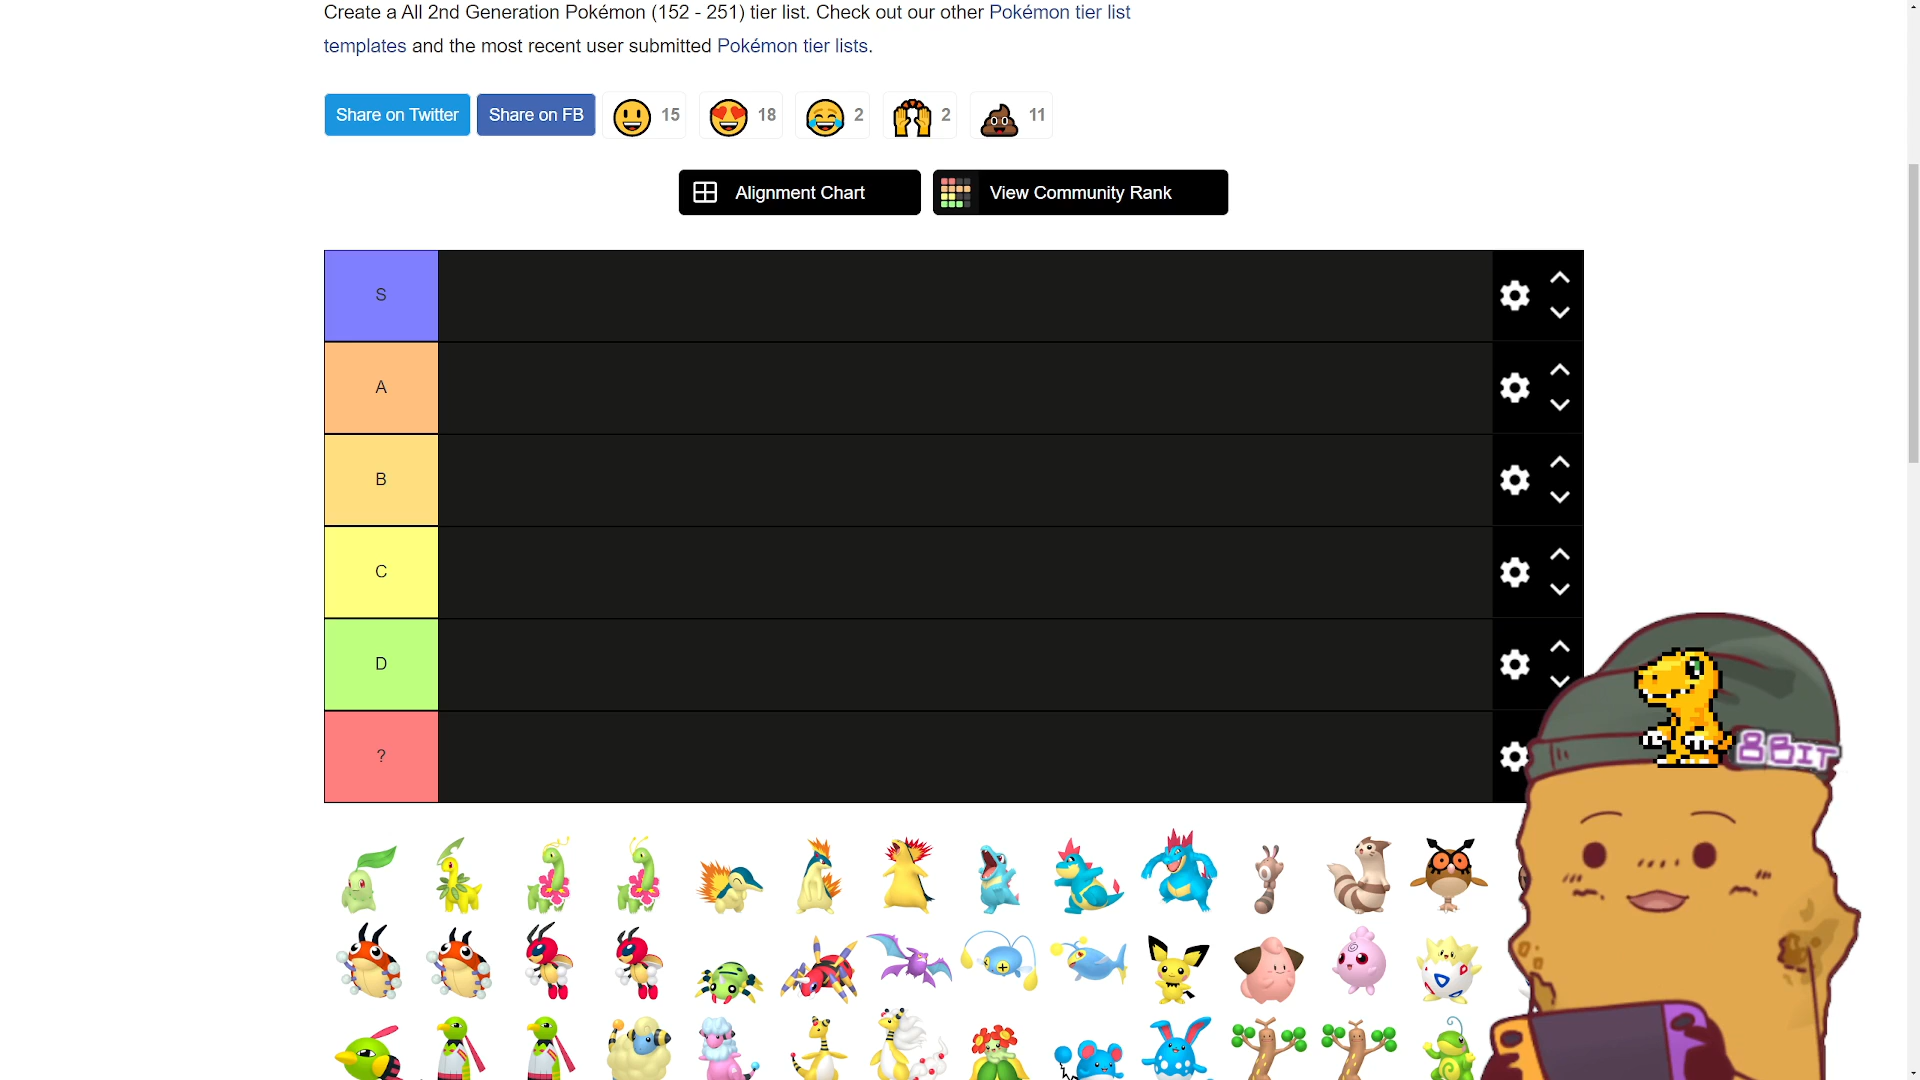 Create a All 2nd Generation Pokémon (152 - 251) tier list. Check out our other Pokémon tier list
templates and the most recent user submitted Pokémon tier lists.
Share on Twitter
Share on FB
15
18
2
2
11
Alignment Chart
View Community Rank
S
A
B
C
D
?
8BIT